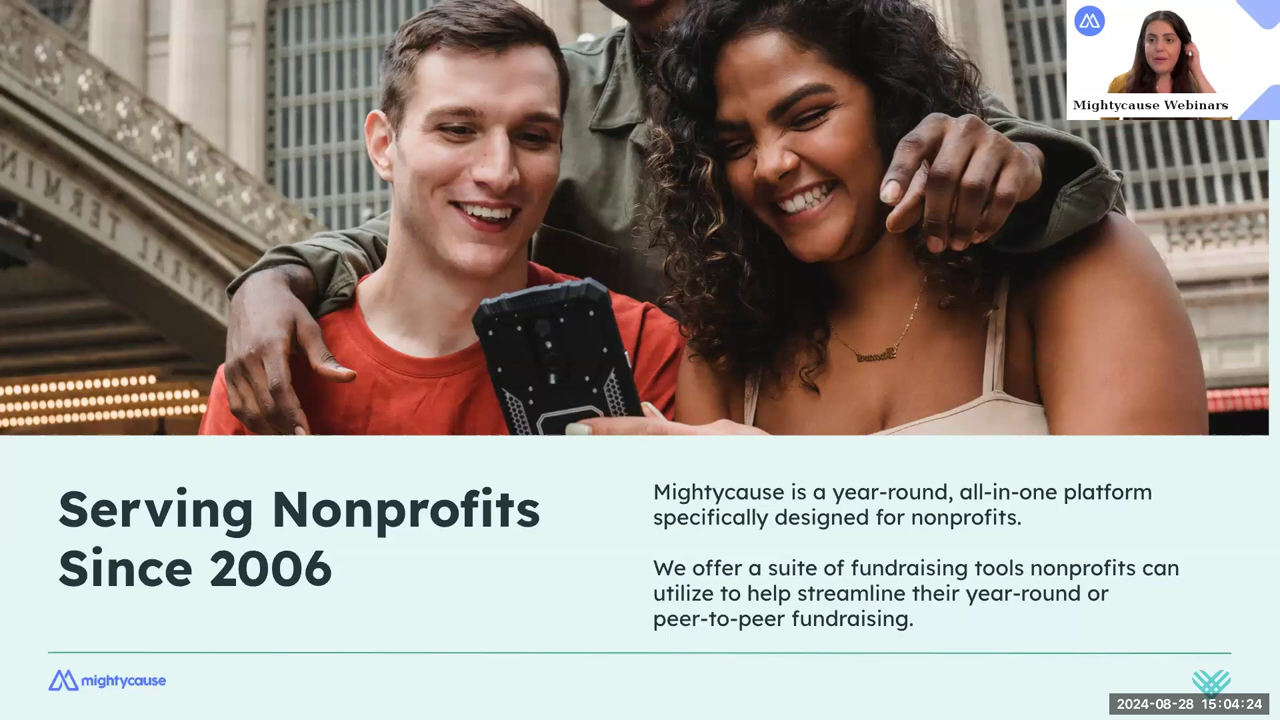 Mightycause Webinars
Serving Nonprofits
Since 2006
Mightycause is a year-round, all-in-one platform
specifically designed for nonprofits.
We offer a suite of fundraising tools nonprofits can
utilize to help streamline their year-round or
peer-to-peer fundraising.
mightycause
2024-08-28 15:04:24